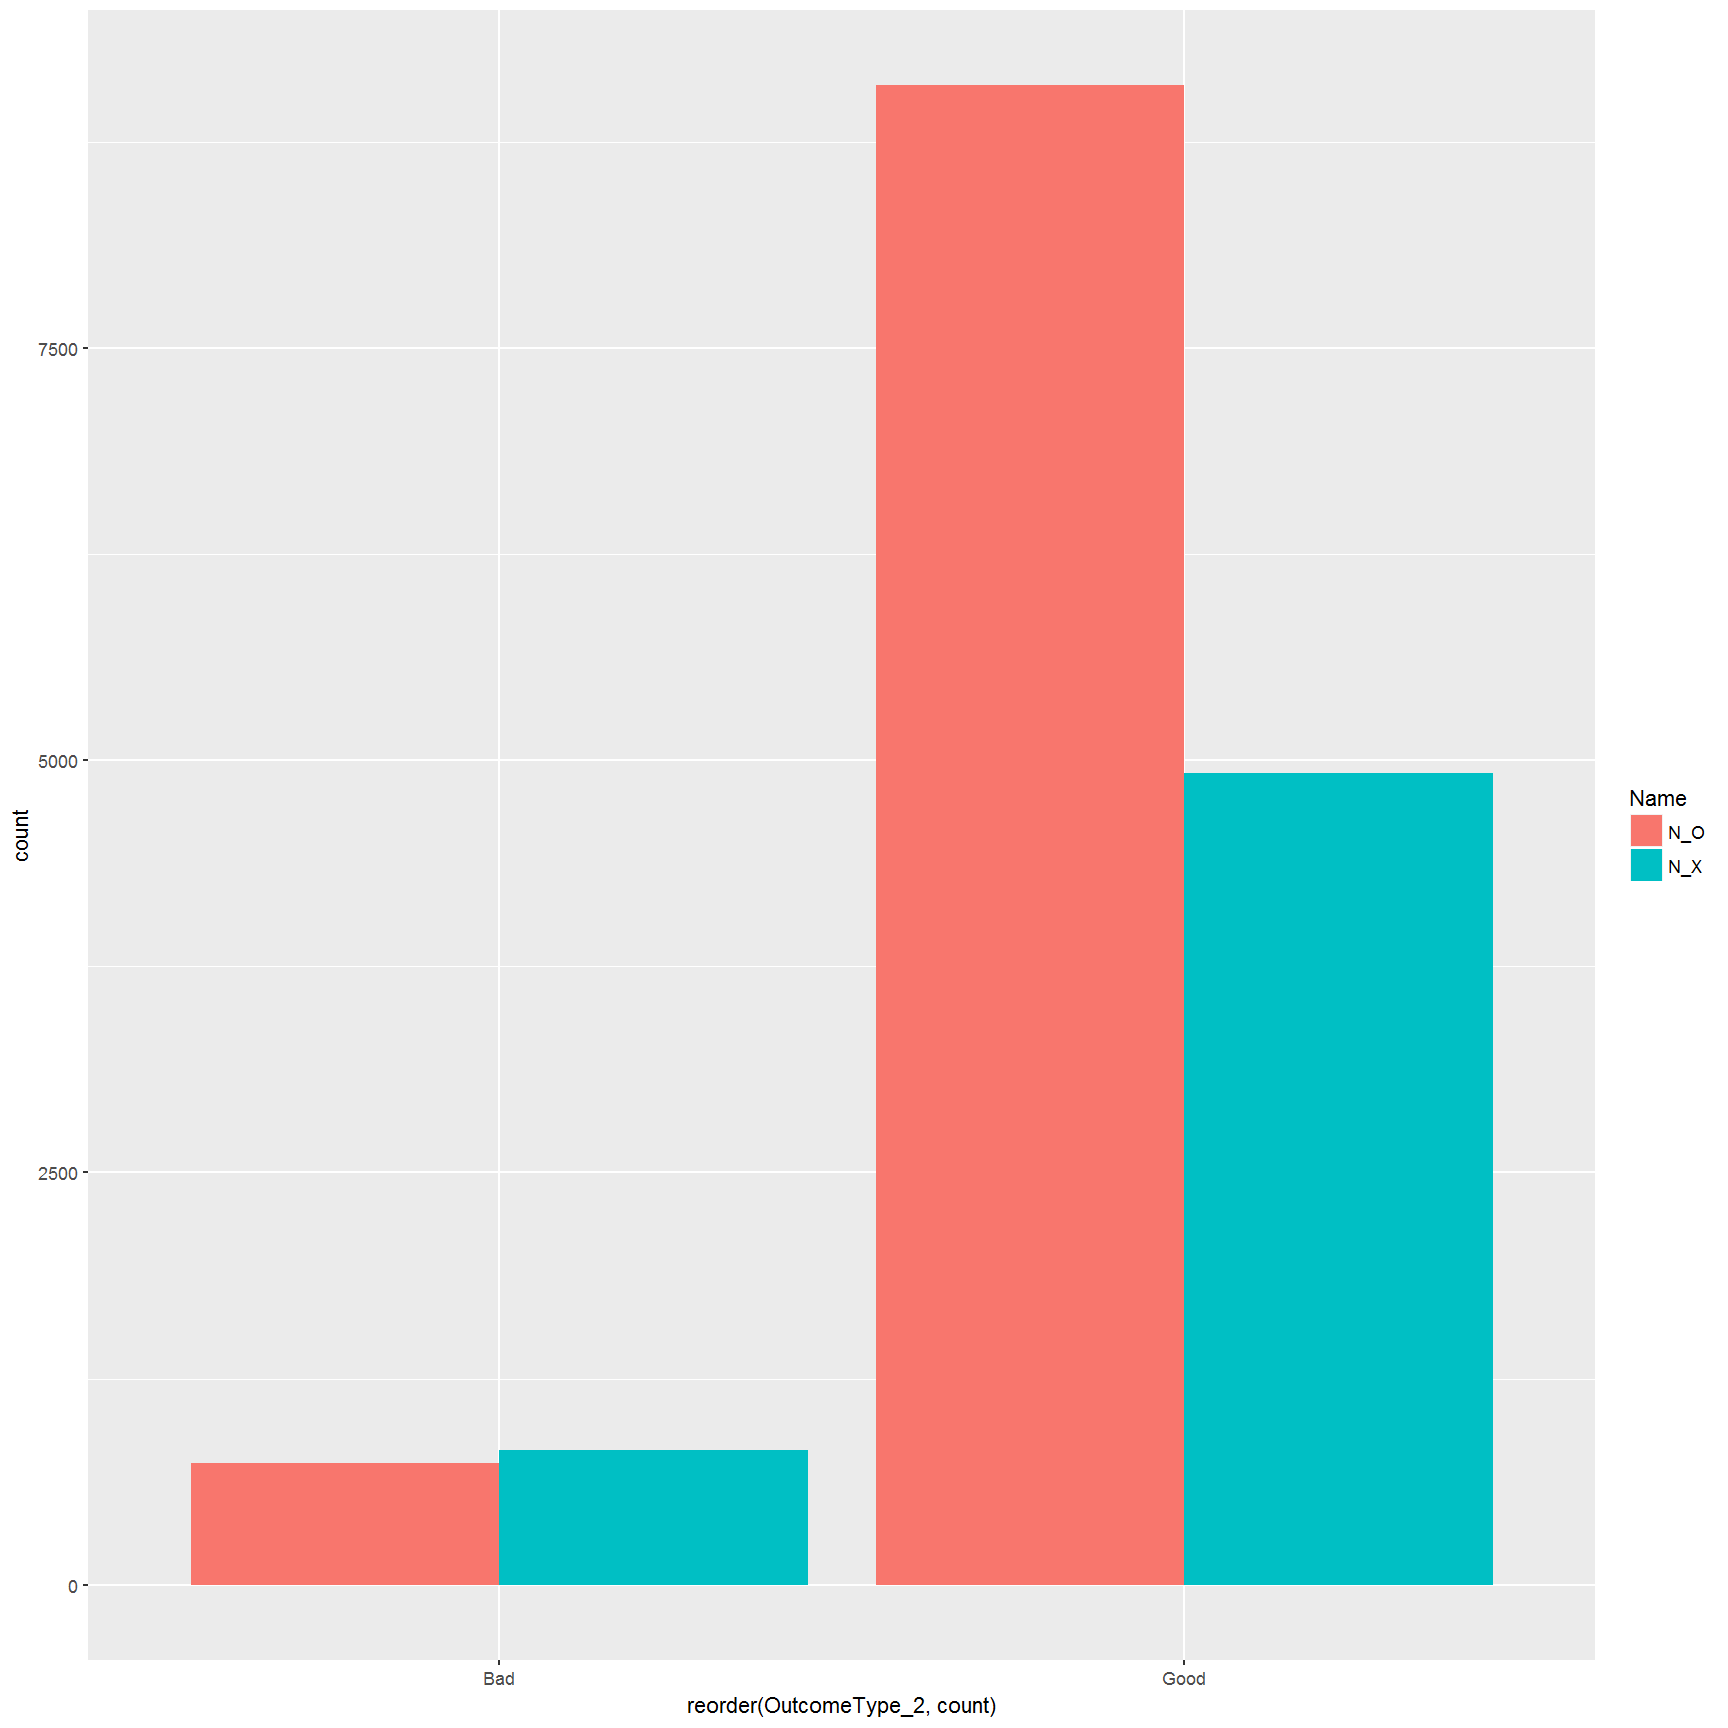 7500
5000
2500
0
count
Bad
Good
reorder(OutcomeType_2, count)
Name
N_O
N_X